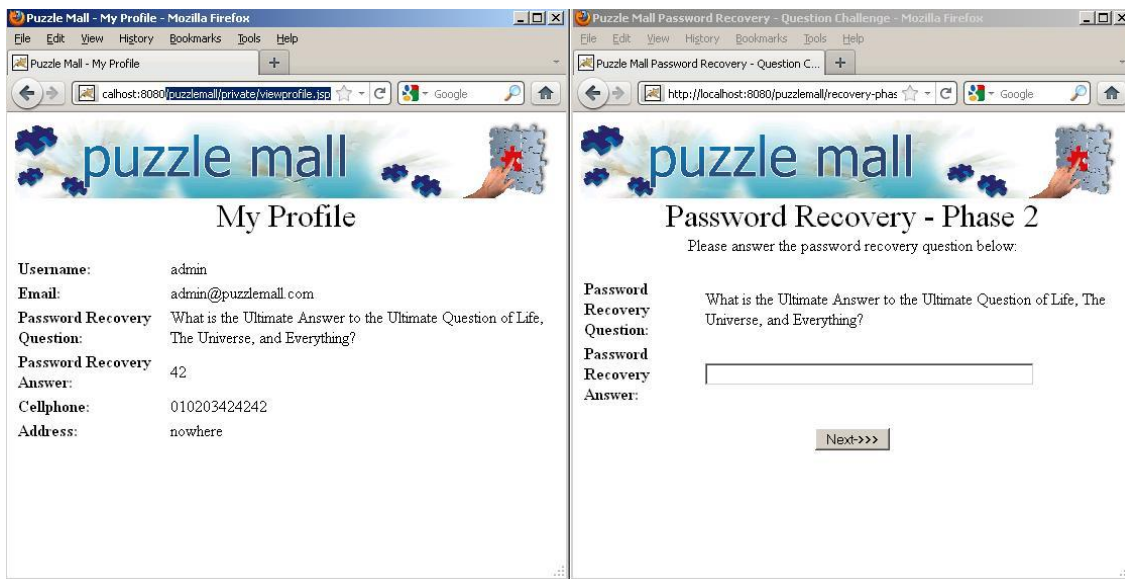 Puzzle Mall - My Profile - Mozilla Firefox
File Edit View History Bookmarks Tools Help
Puzzle Mall - My Profile
calhost:8080/puzzlemall/private/viewprofile.jsp
Google
puzzle mall
My Profile
Username: admin
Email: admin@puzzlemall.com
Password Recovery Question: What is the Ultimate Answer to the Ultimate Question of Life,
The Universe, and Everything?
Password Recovery
Answer: 42
Cellphone: 010203424242
Address: nowhere
Puzzle Mall Password Recovery - Question Challenge - Mozilla Firefox
File Edit View History Bookmarks Tools Help
Puzzle Mall Password Recovery - Question C...
http://localhost:8080/puzzlemall/recovery-phas
Google
puzzle mall
Password Recovery - Phase 2
Please answer the password recovery question below:
Password
Recovery
Question:
What is the Ultimate Answer to the Ultimate Question of Life, The
Universe, and Everything?
Password
Recovery
Answer:
Next->>>